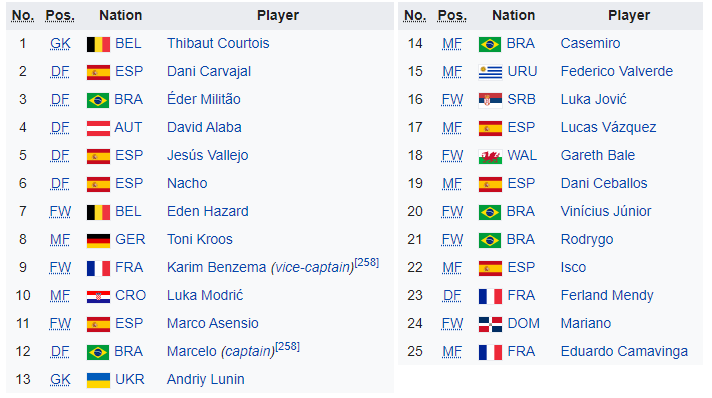 No. Pos. Nation Player
1 GK BEL Thibaut Courtois
2 DF ESP Dani Carvajal
3 DF BRA Éder Militão
4 DF AUT David Alaba
5 DF ESP Jesús Vallejo
6 DF ESP Nacho
7 FW BEL Eden Hazard
8 MF GER Toni Kroos
9 FW FRA Karim Benzema (vice-captain)[258]
10 MF CRO Luka Modrić
11 FW ESP Marco Asensio
12 DF BRA Marcelo (captain)[258]
13 GK UKR Andriy Lunin
No. Pos. Nation Player
14 MF BRA Casemiro
15 MF URU Federico Valverde
16 FW SRB Luka Jović
17 MF ESP Lucas Vázquez
18 FW WAL Gareth Bale
19 MF ESP Dani Ceballos
20 FW BRA Vinícius Júnior
21 FW BRA Rodrygo
22 MF ESP Isco
23 DF FRA Ferland Mendy
24 FW DOM Mariano
25 MF FRA Eduardo Camavinga